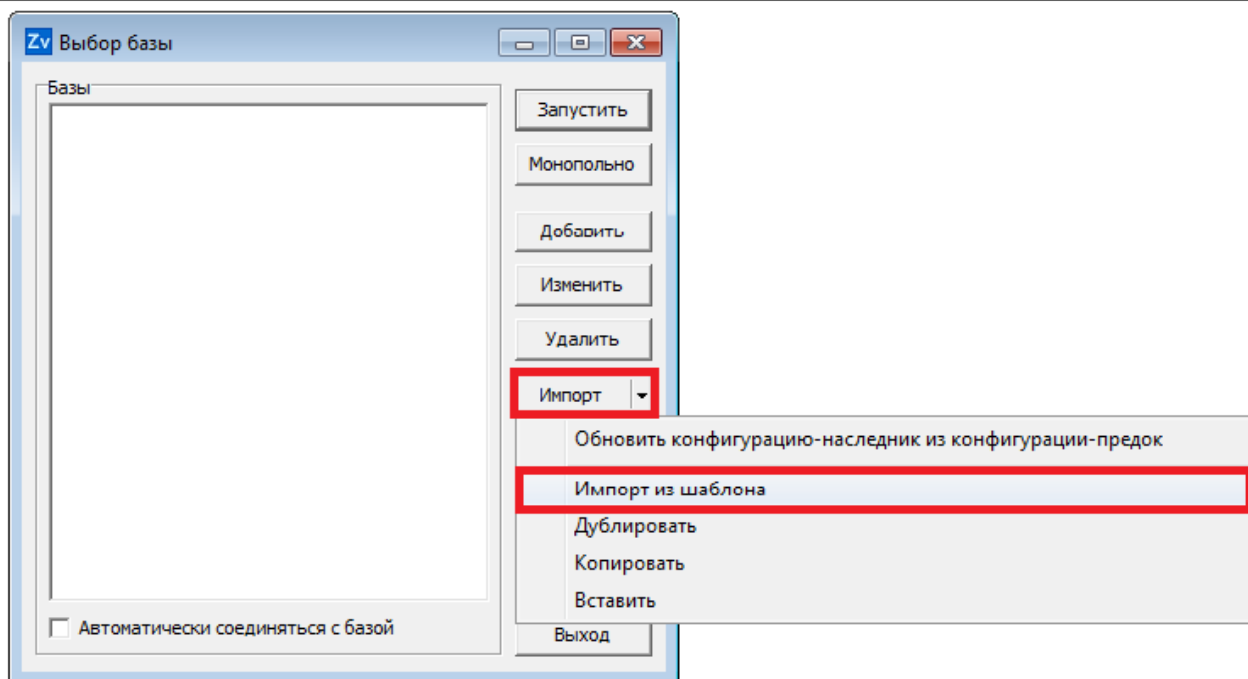 Zv Выбор базы
Базы
Запустить
Монопольно
Добавить
Изменить
Удалить
Импорт
Обновить конфигурацию-наследник из конфигурации-предок
Импорт из шаблона
Дублировать
Копировать
Вставить
Автоматически соединяться с базой
Выход